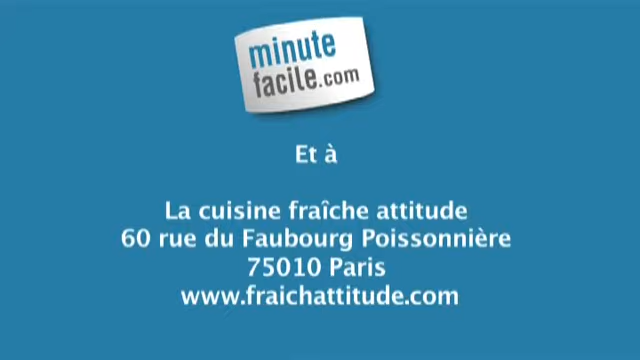 minute
facile.com
Et à
La cuisine fraîche attitude
60 rue du Faubourg Poissonnière
75010 Paris
www.fraichattitude.com